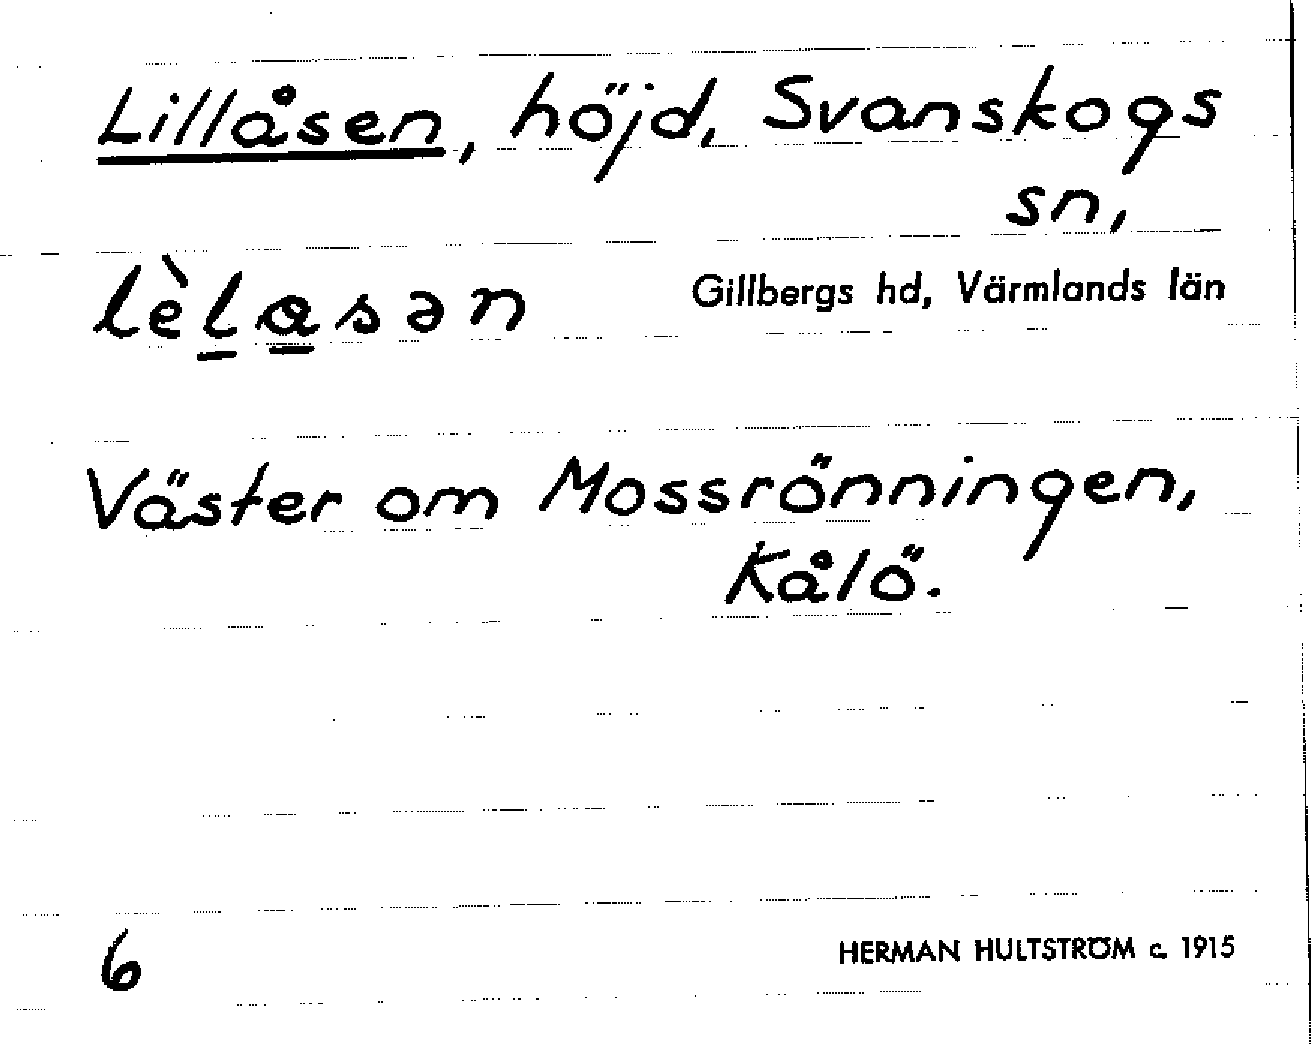 Lillåsen, höjd, Svanskogs
sn,
lèlasən Gillbergs hd, Värmlands län
Väster om Mossrönningen,
Kålö.
6 HERMAN HULTSTRÖM c. 1915